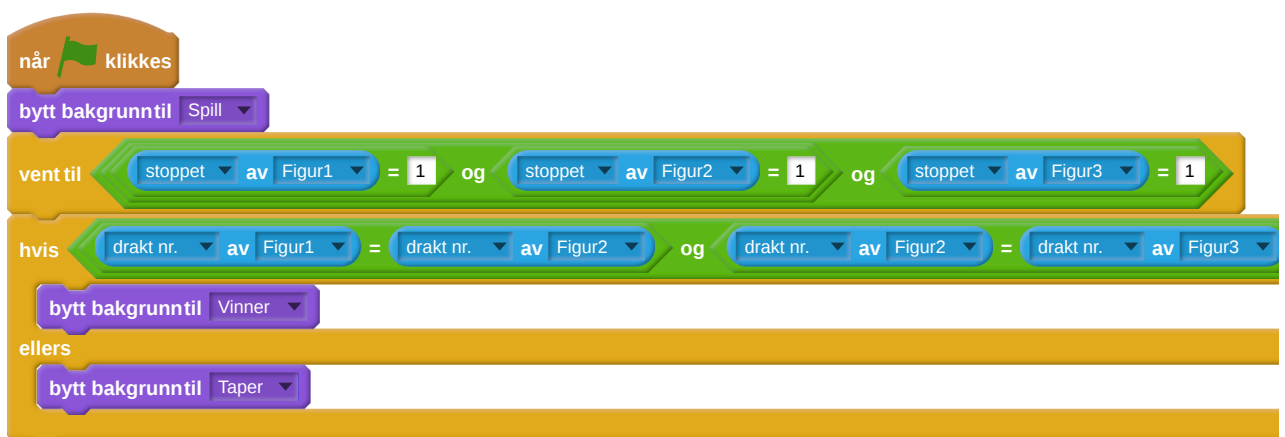 når klikkes
bytt bakgrunn til Spill
vent til stoppet av Figur1 = 1 og stoppet av Figur2 = 1 og stoppet av Figur3 = 1
hvis drakt nr. av Figur1 = drakt nr. av Figur2 og drakt nr. av Figur2 = drakt nr. av Figur3
bytt bakgrunn til Vinner
ellers
bytt bakgrunn til Taper